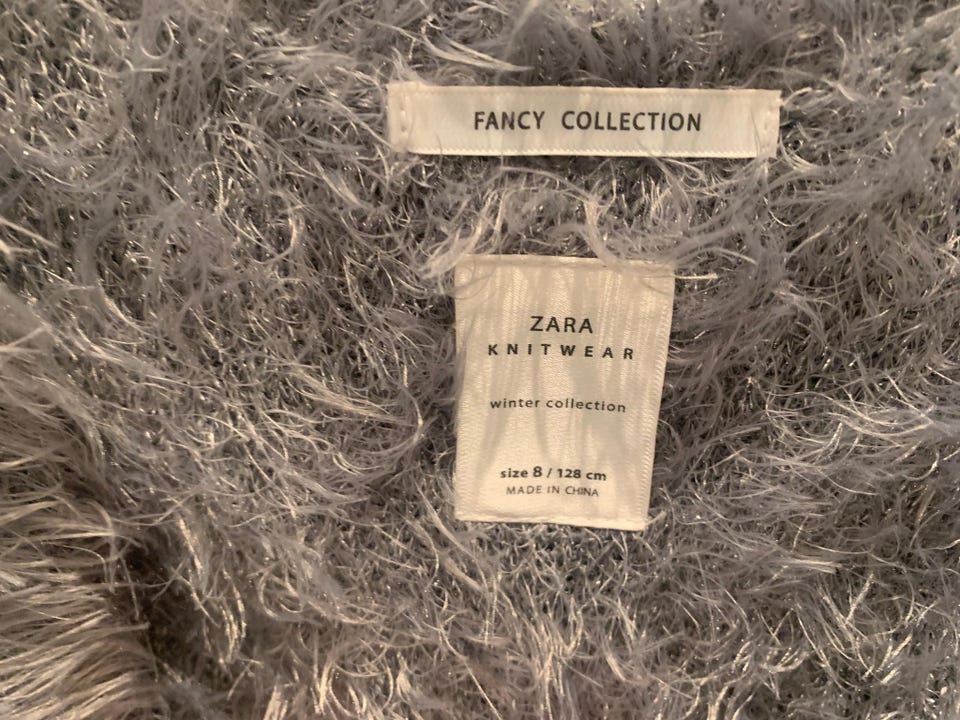 FANCY COLLECTION
ZARA
KNITWEAR
winter collection
size 8 / 128 cm
MADE IN CHINA